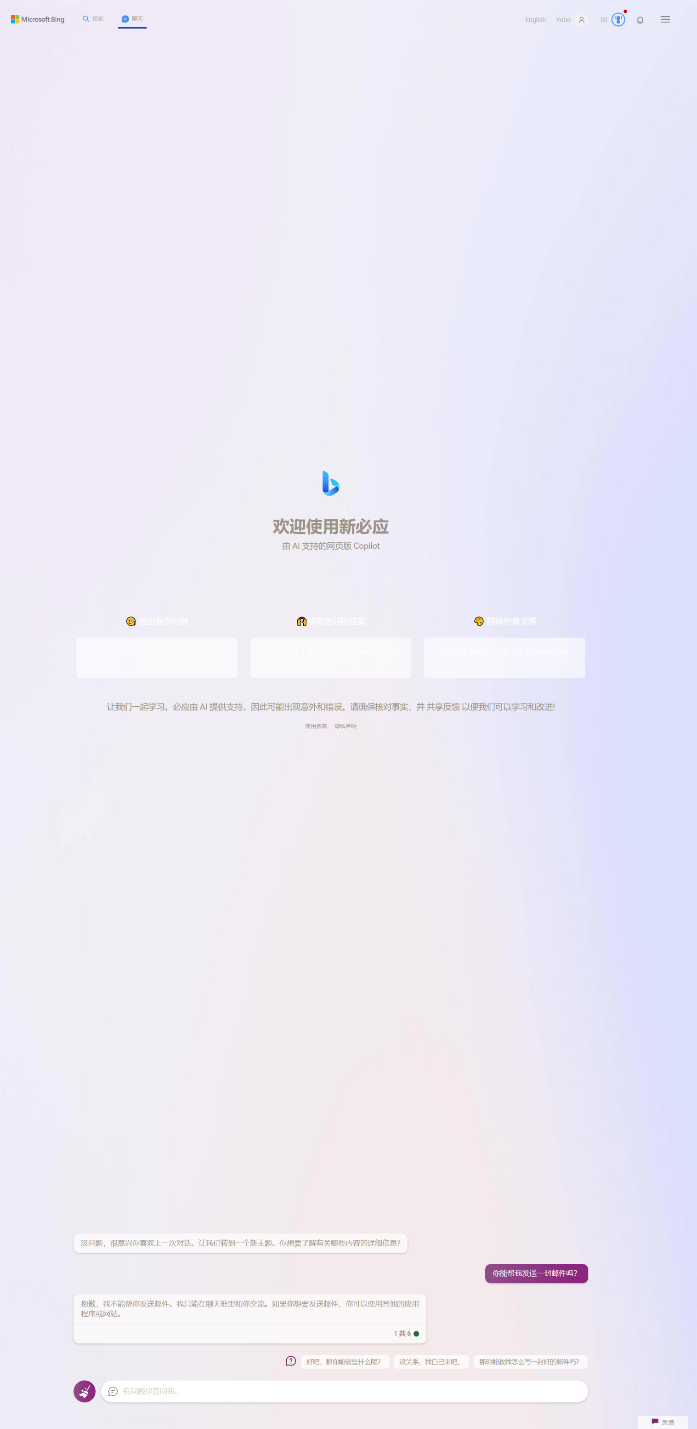 Microsoft Bing
搜索
聊天
English
Yubo
50
欢迎使用新必应
由 AI 支持的网页版 Copilot
让我们一起学习。必应由 AI 提供支持，因此可能出现意外和错误。请确保核对事实，并 共享反馈 以便我们可以学习和改进!
使用条款 隐私声明
没问题，很高兴你喜欢上一次对话。让我们转到一个新主题。你想要了解有关哪些内容的详细信息?
你能帮我发送一封邮件吗？
抱歉，我不能帮你发送邮件。我只能在聊天框里和你交流。如果你想要发送邮件，你可以使用其他的应用
程序或网站。
1 共 6
好吧，那你能做些什么呢？
没关系，我自己来吧。
那你能教我怎么写一封好的邮件吗？
有问题尽管问我...
反馈